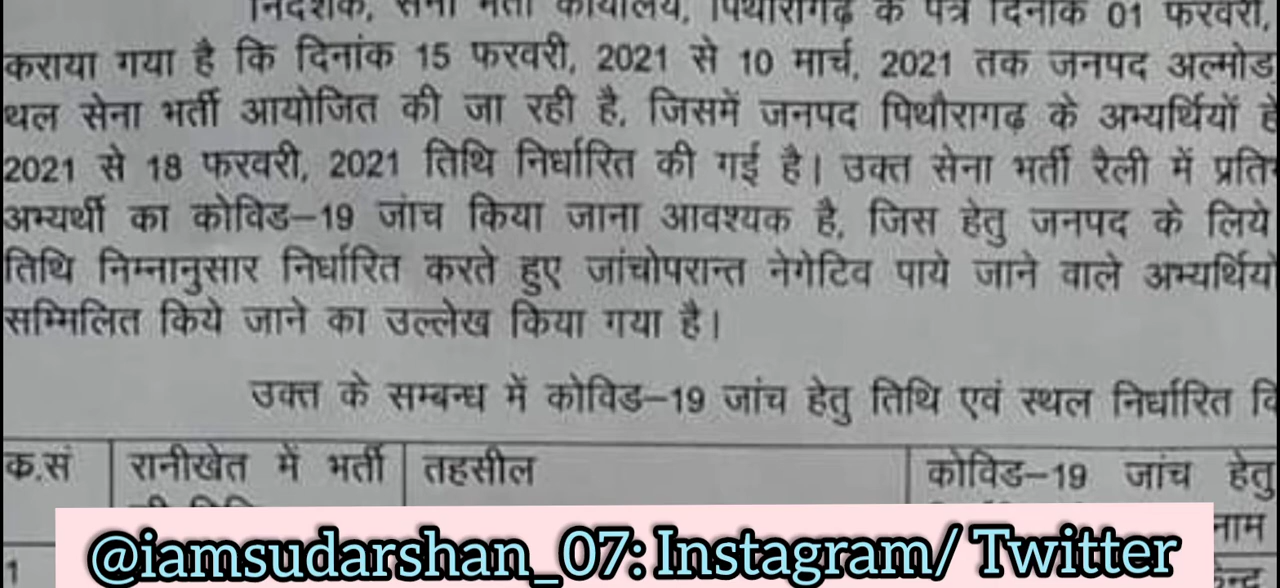 निदेशक, सेना भर्ती कार्यालय, पिथौरागढ़ के पत्र दिनांक 01 फरवरी,
कराया गया है कि दिनांक 15 फरवरी, 2021 से 10 मार्च, 2021 तक जनपद अल्मोड़
थल सेना भर्ती आयोजित की जा रही है, जिसमें जनपद पिथौरागढ़ के अभ्यर्थियों
2021 से 18 फरवरी, 2021 तिथि निर्धारित की गई है। उक्त सेना भर्ती रैली में
अभ्यर्थी का कोविड–19 जांच किया जाना आवश्यक है, जिस हेतु जनपद के लिये
तिथि निम्नानुसार निर्धारित करते हुए जांचोपरान्त नेगेटिव पाये जाने वाले
सम्मिलित किये जाने का उल्लेख किया गया है।
उक्त के सम्बन्ध में कोविड–19 जांच हेतु तिथि एवं स्थल निर्धारित
क.सं रानीखेत में भर्ती तहसील कोविड–19 जांच हेतु
नाम
1
@iamsudarshan_07: Instagram/ Twitter